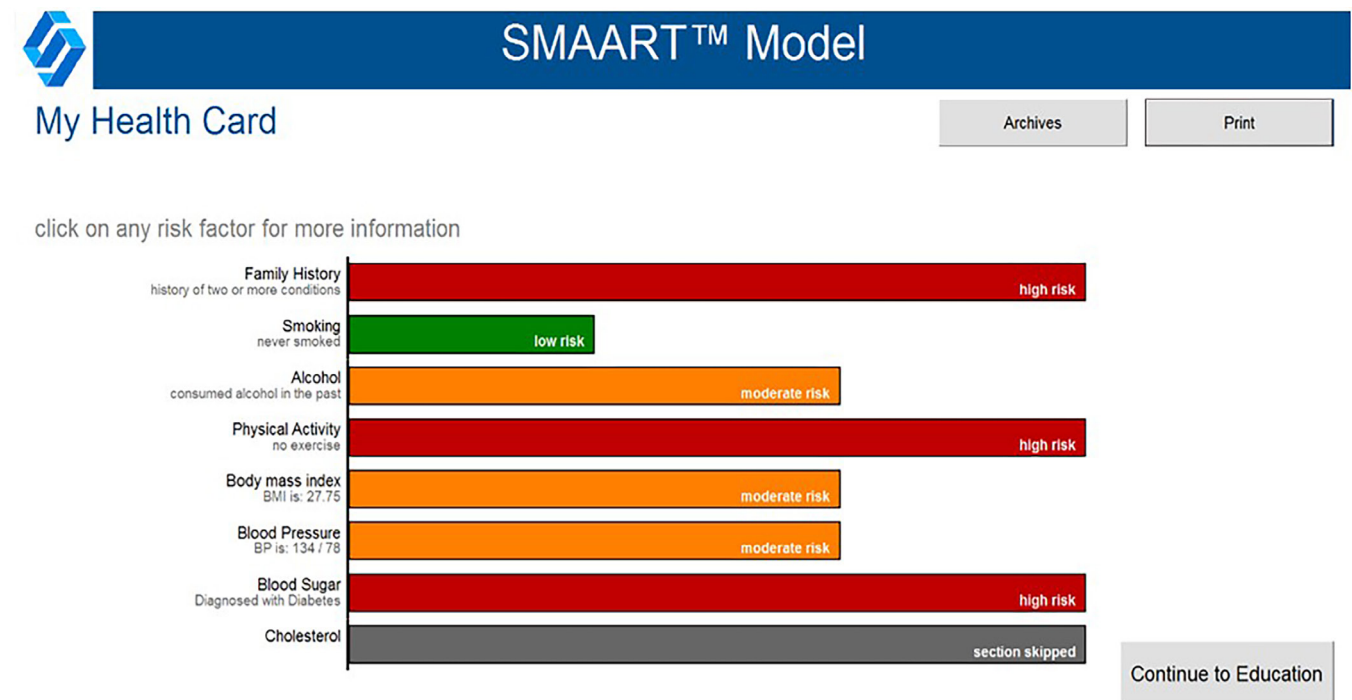 SMAART™ Model
My Health Card
Archives
Print
click on any risk factor for more information
Family History
history of two or more conditions
high risk
Smoking
never smoked
low risk
Alcohol
consumed alcohol in the past
moderate risk
Physical Activity
no exercise
high risk
Body mass index
BMI is: 27.75
moderate risk
Blood Pressure
BP is: 134 / 78
moderate risk
Blood Sugar
Diagnosed with Diabetes
high risk
Cholesterol
section skipped
Continue to Education